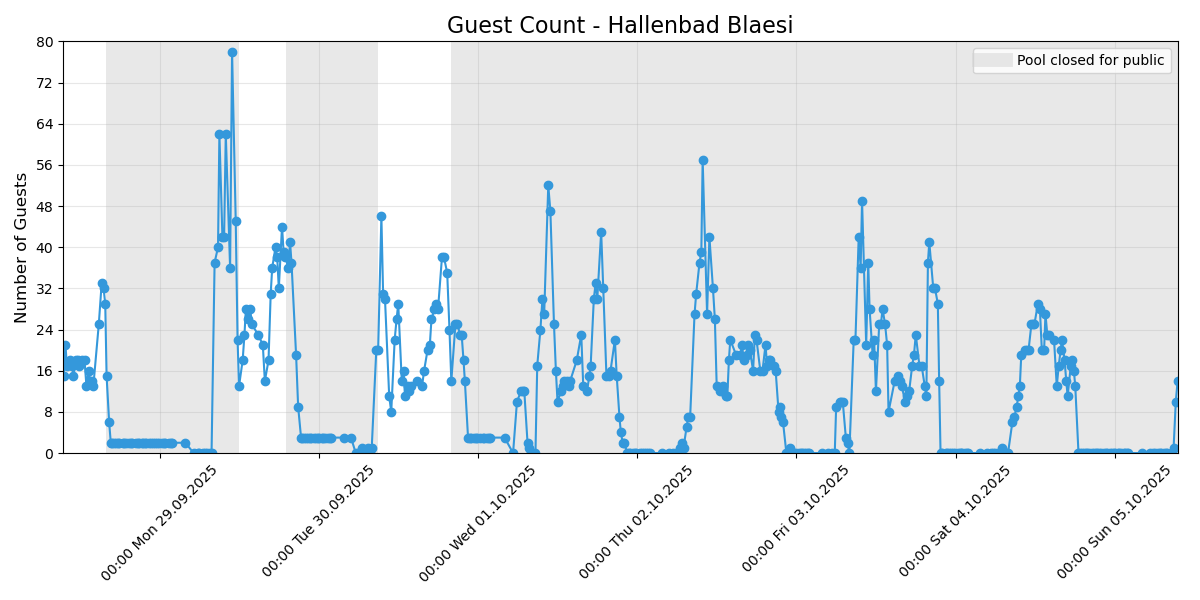 Guest Count - Hallenbad Blaesi
Pool closed for public
Number of Guests
80
72
64
56
48
40
32
24
16
8
0
00:00 Mon 29.09.2025
00:00 Tue 30.09.2025
00:00 Wed 01.10.2025
00:00 Thu 02.10.2025
00:00 Fri 03.10.2025
00:00 Sat 04.10.2025
00:00 Sun 05.10.2025